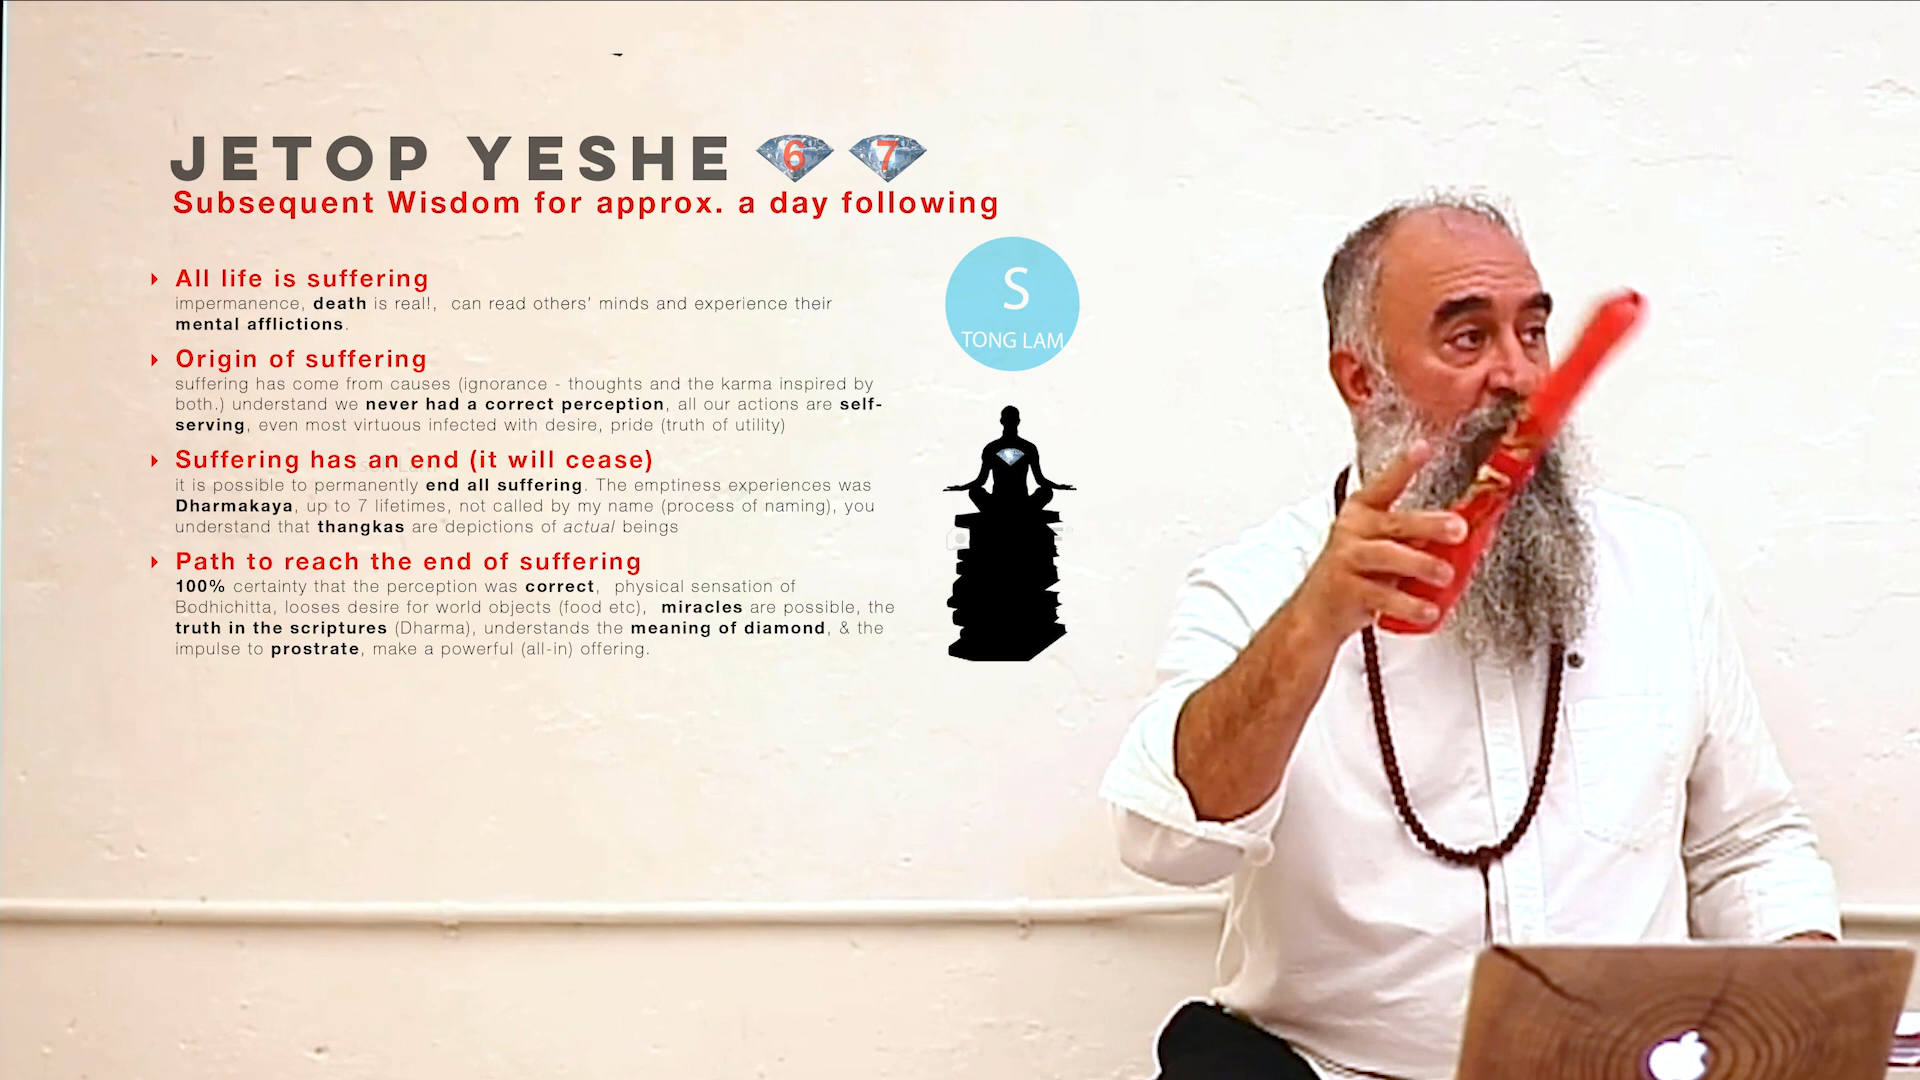 JETOP YESHE 6 7
Subsequent Wisdom for approx. a day following
All life is suffering
impermanence, death is real!, can read others' minds and experience their
mental afflictions.
Origin of suffering
suffering has come from causes (ignorance - thoughts and the karma inspired by
both.) understand we never had a correct perception, all our actions are self-
serving, even most virtuous infected with desire, pride (truth of utility)
Suffering has an end (it will cease)
it is possible to permanently end all suffering. The emptiness experiences was
Dharmakaya, up to 7 lifetimes, not called by my name (process of naming), you
understand that thangkas are depictions of actual beings
Path to reach the end of suffering
100% certainty that the perception was correct, physical sensation of
Bodhichitta, looses desire for world objects (food etc), miracles are possible, the
truth in the scriptures (Dharma), understands the meaning of diamond, & the
impulse to prostrate, make a powerful (all-in) offering.
S
TONG LAM